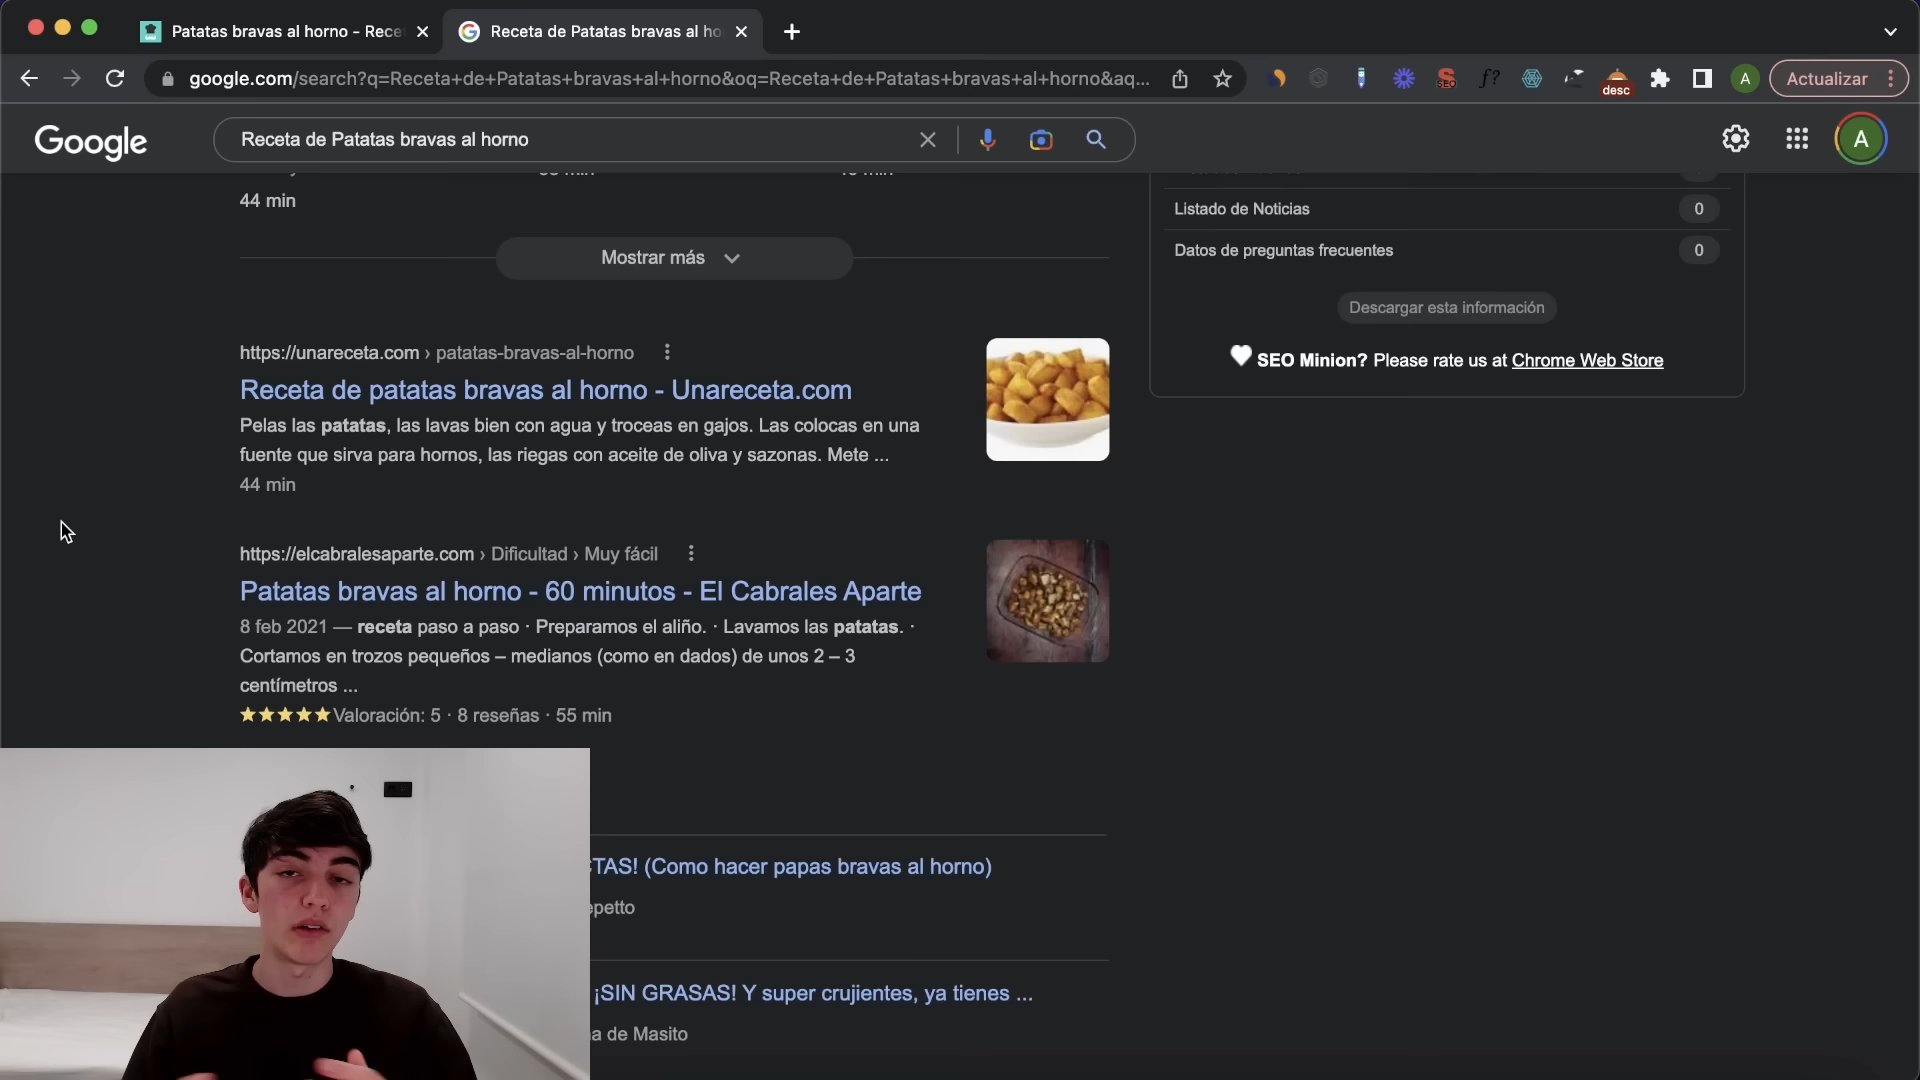 Patatas bravas al horno - Rece
Receta de Patatas bravas al ho
google.com/search?q=Receta+de+Patatas+bravas+al+horno&oq=Receta+de+Patatas+bravas+al+horno&aq...
SEO
f?
desc
A
Actualizar
Google
Receta de Patatas bravas al horno
A
44 min
Mostrar más
https://unareceta.com › patatas-bravas-al-horno
Receta de patatas bravas al horno - Unareceta.com
Pelas las patatas, las lavas bien con agua y troceas en gajos. Las colocas en una
fuente que sirva para hornos, las riegas con aceite de oliva y sazonas. Mete ...
44 min
https://elcabralesaparte.com › Dificultad › Muy fácil
Patatas bravas al horno - 60 minutos - El Cabrales Aparte
8 feb 2021 — receta paso a paso · Preparamos el aliño. · Lavamos las patatas. ·
Cortamos en trozos pequeños – medianos (como en dados) de unos 2 – 3
centímetros ...
Valoración: 5 · 8 reseñas · 55 min
CTAS! (Como hacer papas bravas al horno)
epetto
¡SIN GRASAS! Y super crujientes, ya tienes ...
na de Masito
Listado de Noticias 0
Datos de preguntas frecuentes 0
Descargar esta información
SEO Minion? Please rate us at Chrome Web Store